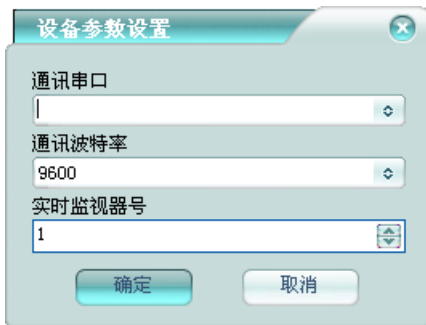 设备参数设置
通讯串口
通讯波特率
9600
实时监视器号
1
确定 取消